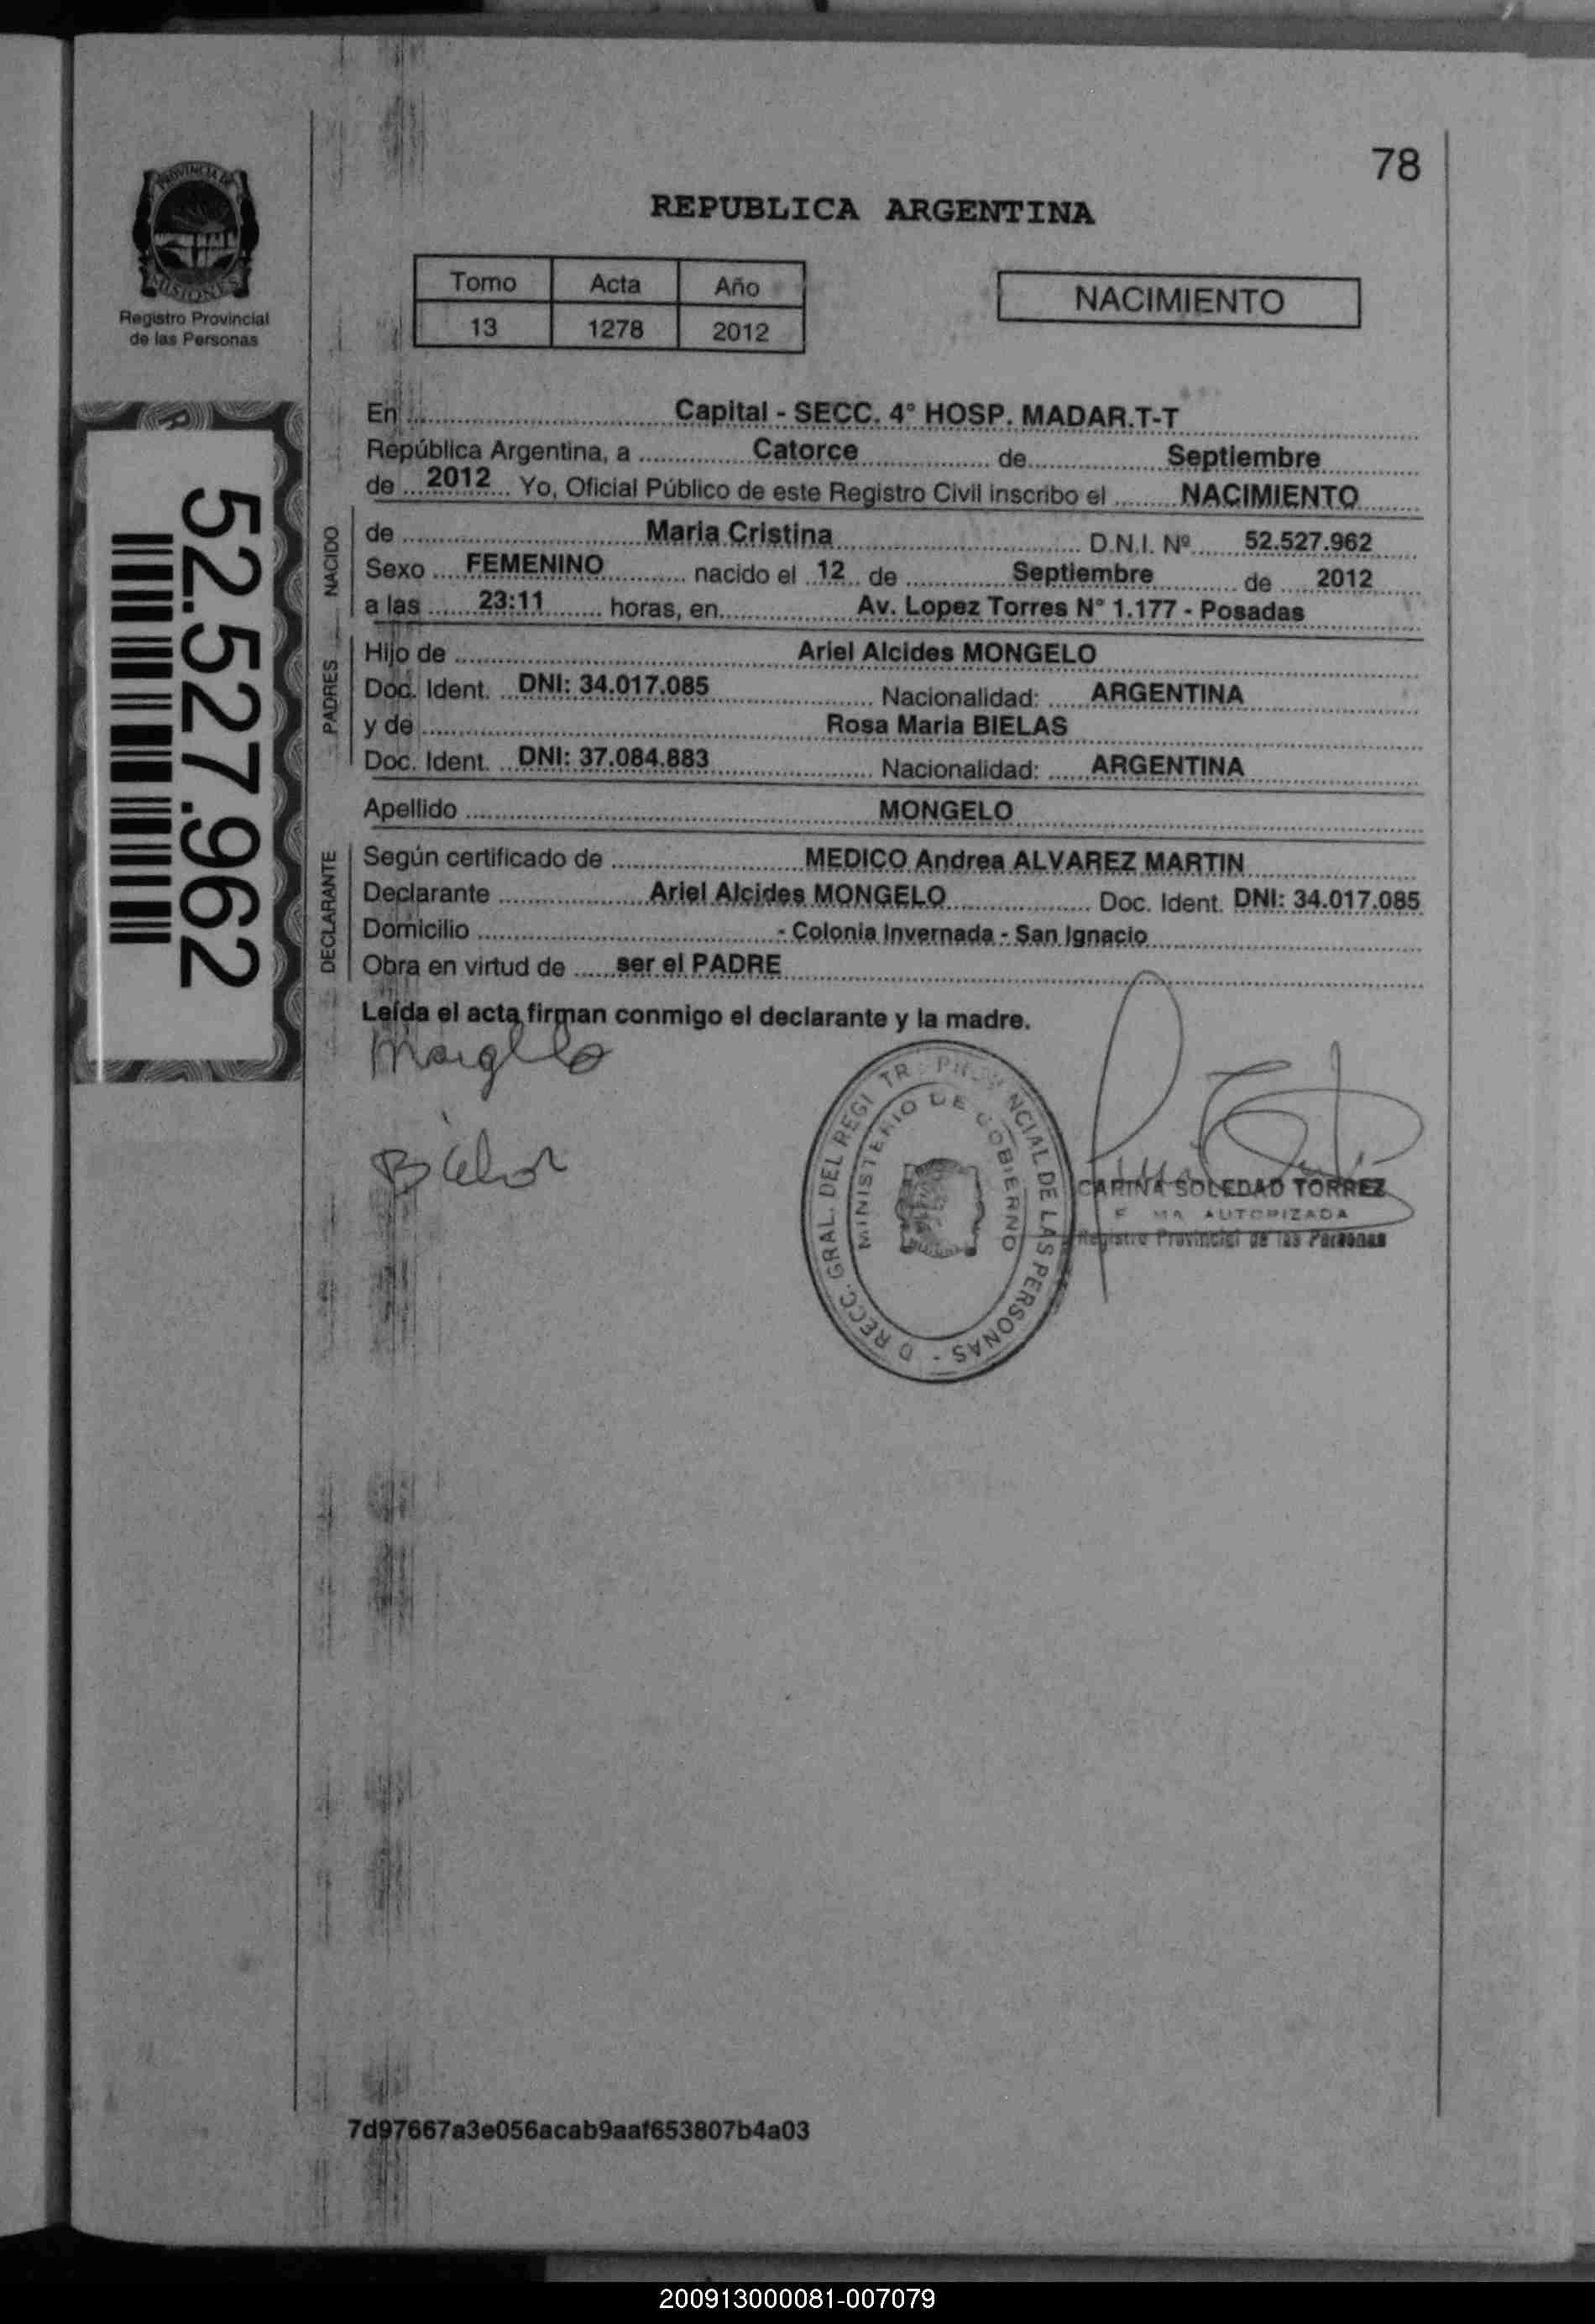 78
PROVINCIA DE
MISIONES
Registro Provincial
de las Personas
REPUBLICA ARGENTINA
Tomo Acta Año
13 1278 2012
NACIMIENTO
52.527.962
En Capital - SECC. 4° HOSP. MADAR.T-T
República Argentina, a Catorce de Septiembre
de 2012 Yo, Oficial Público de este Registro Civil inscribo el NACIMIENTO
NACIDO
de Maria Cristina D.N.I. Nº 52.527.962
Sexo FEMENINO nacido el 12 de Septiembre de 2012
a las 23:11 horas, en Av. Lopez Torres N° 1.177 - Posadas
PADRES
Hijo de Ariel Alcides MONGELO
Doc. Ident. DNI: 34.017.085 Nacionalidad: ARGENTINA
y de Rosa Maria BIELAS
Doc. Ident. DNI: 37.084.883 Nacionalidad: ARGENTINA
Apellido MONGELO
DECLARANTE
Según certificado de MEDICO Andrea ALVAREZ MARTIN
Declarante Ariel Alcides MONGELO Doc. Ident. DNI: 34.017.085
Domicilio - Colonia Invernada - San Ignacio
Obra en virtud de ser el PADRE
Leída el acta firman conmigo el declarante y la madre.
MINISTERIO DE GOBIERNO
CARINA SOLEDAD TORREZ
AUTORIZADA
Registro Provincial de las Personas
7d97667a3e056acab9aaf653807b4a03
200913000081-007079